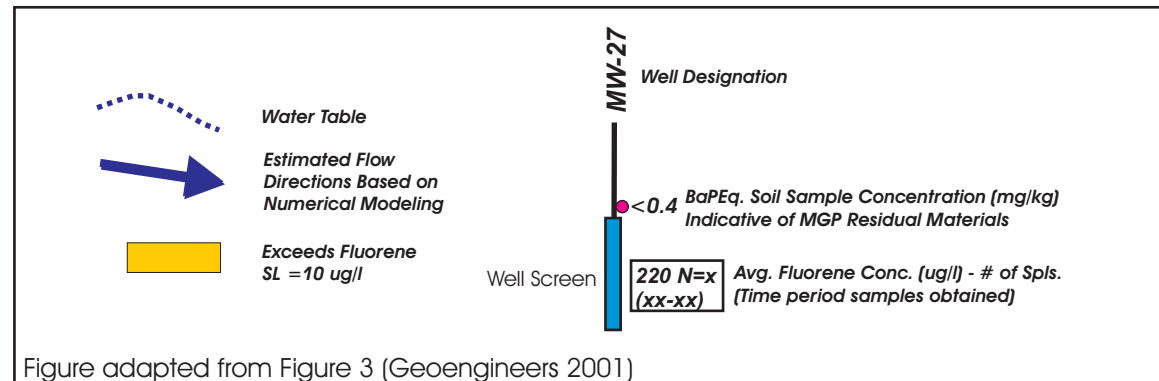 Water Table
Estimated Flow
Directions Based on
Numerical Modeling
Exceeds Fluorene
SL =10 ug/l
MW-27
Well Designation
<0.4
BaPEq. Soil Sample Concentration (mg/kg)
Indicative of MGP Residual Materials
Well Screen
220 N=x
(xx-xx)
Avg. Fluorene Conc. (ug/l) - # of Spls.
(Time period samples obtained)
Figure adapted from Figure 3 (Geoengineers 2001)